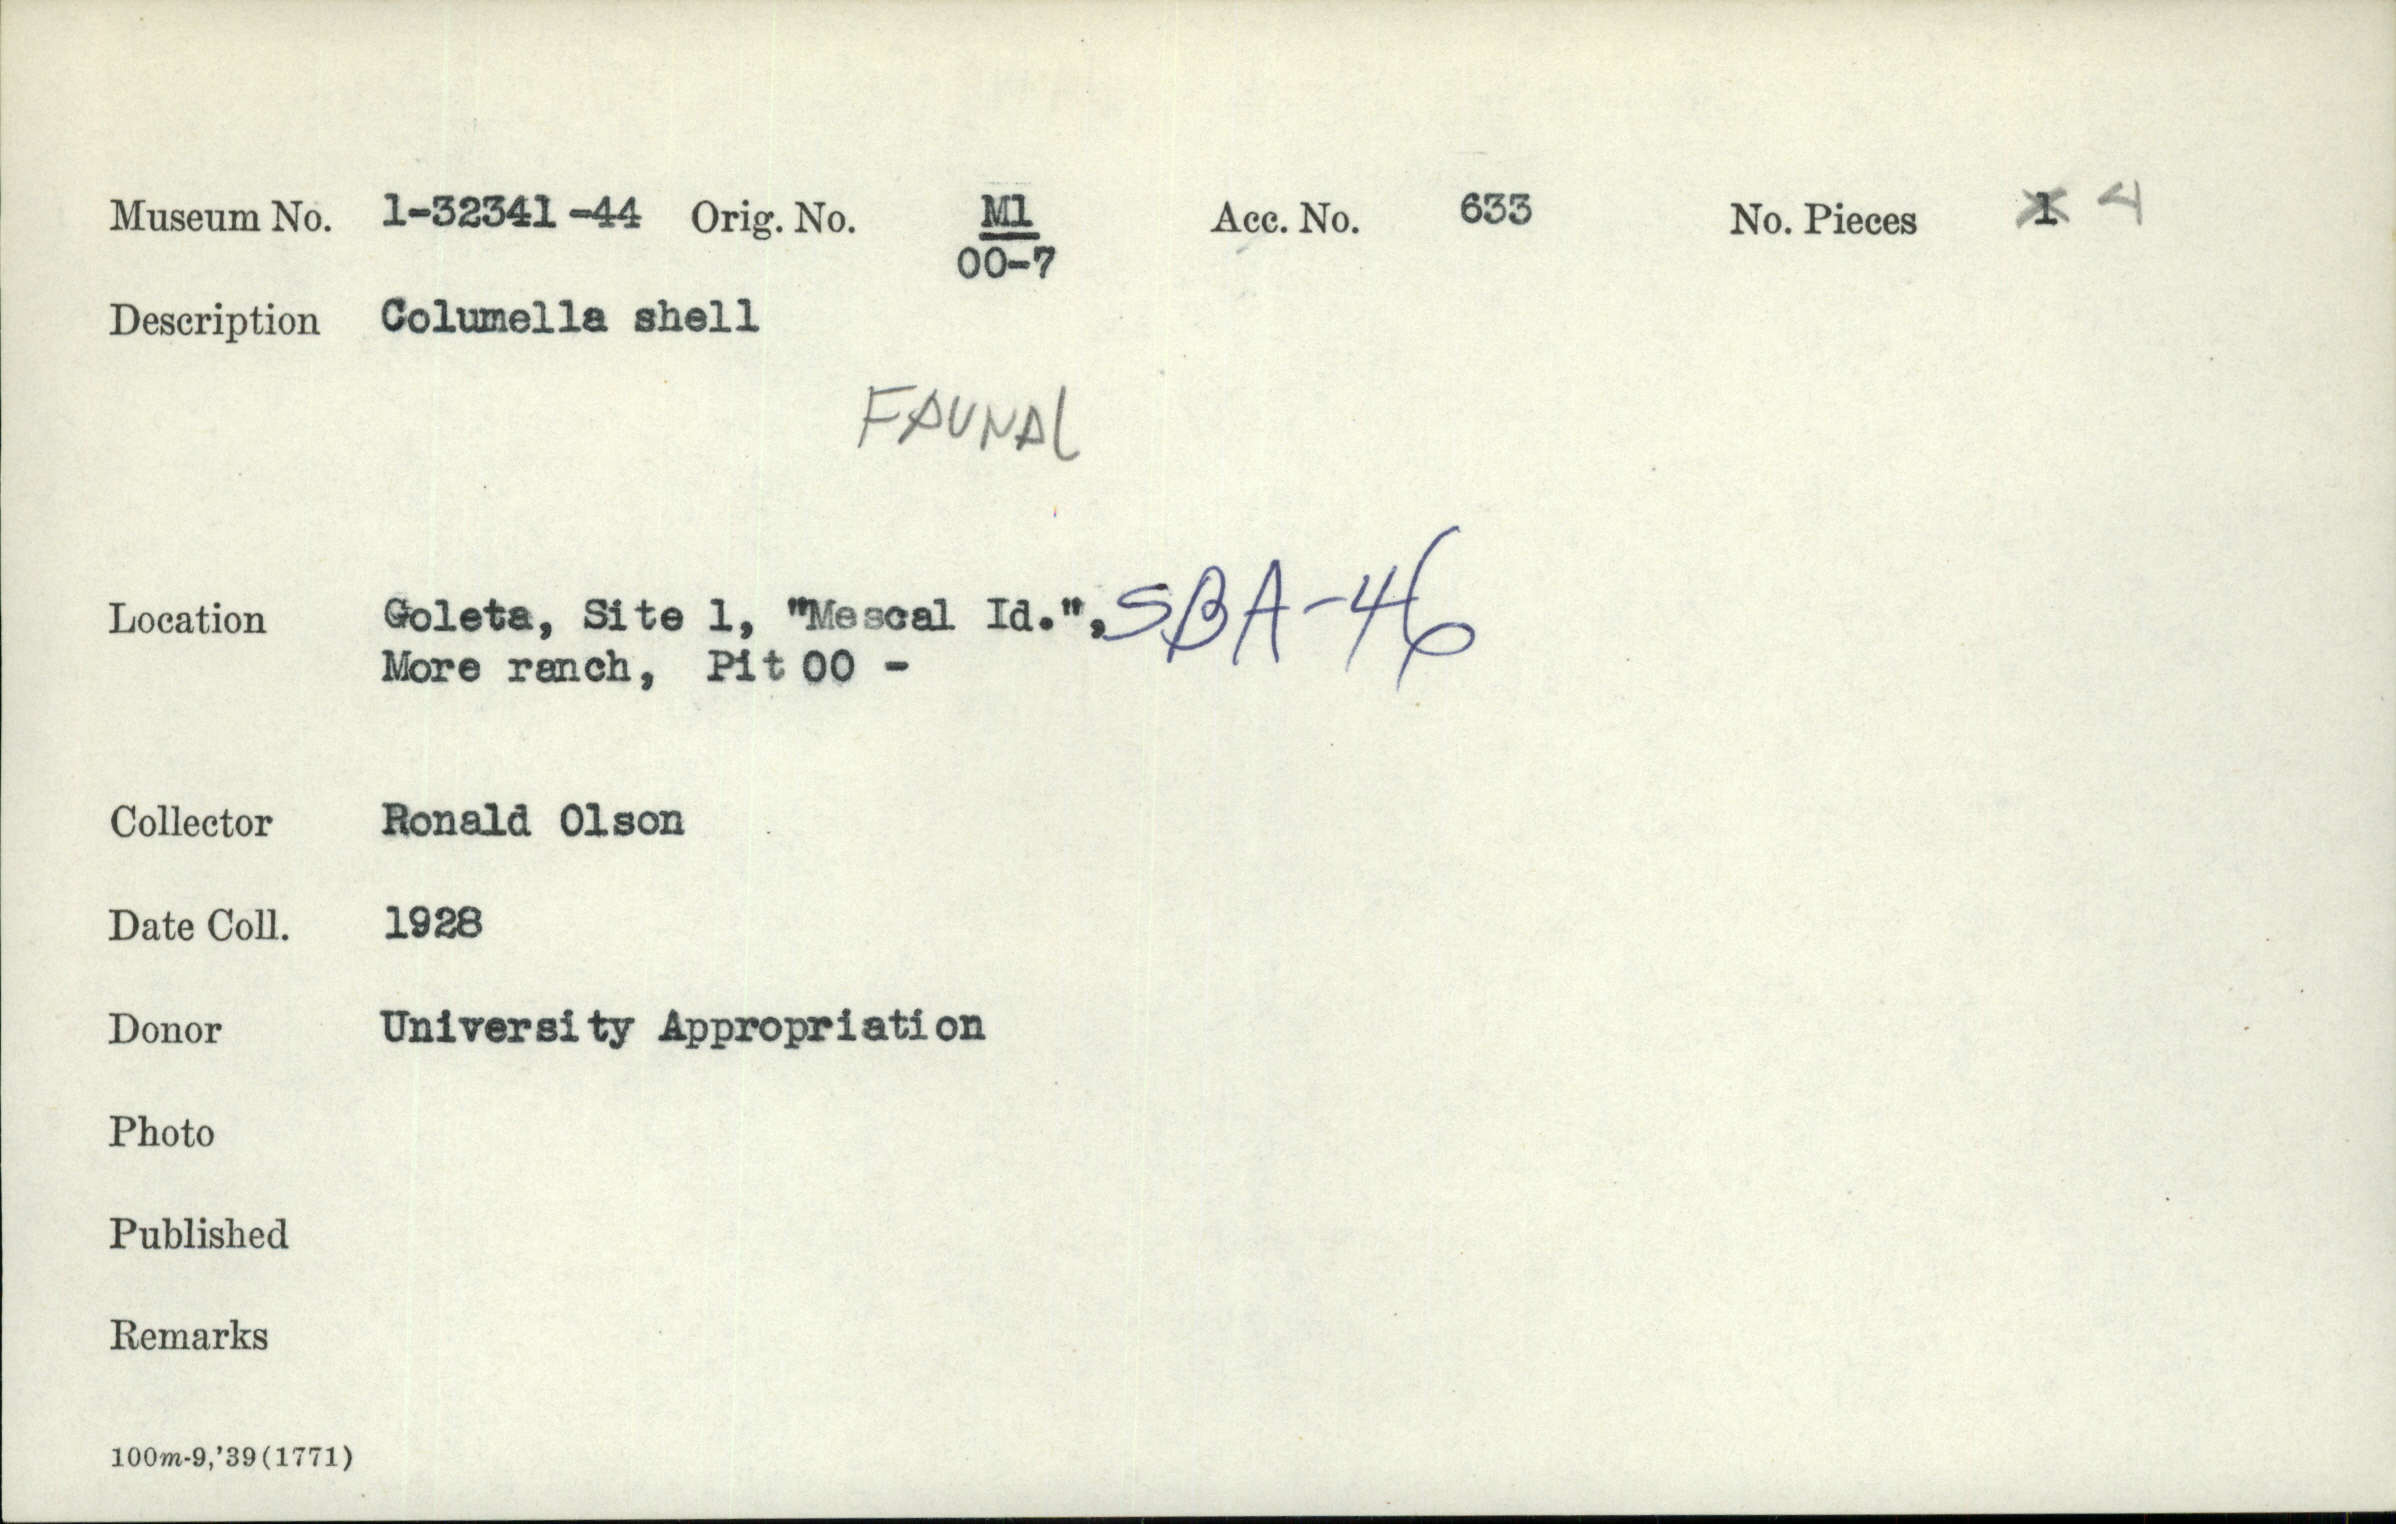 Museum No. 1-32341-44 Orig. No. M1 Acc. No. 633 No. Pieces 1 4
00-7
Description Columella shell
FAUNAL
Location Goleta, Site 1, "Mescal Id.", SBA-46
More ranch, Pit 00 -
Collector Ronald Olson
Date Coll. 1928
Donor University Appropriation
Photo
Published
Remarks
100m-9,'39(1771)